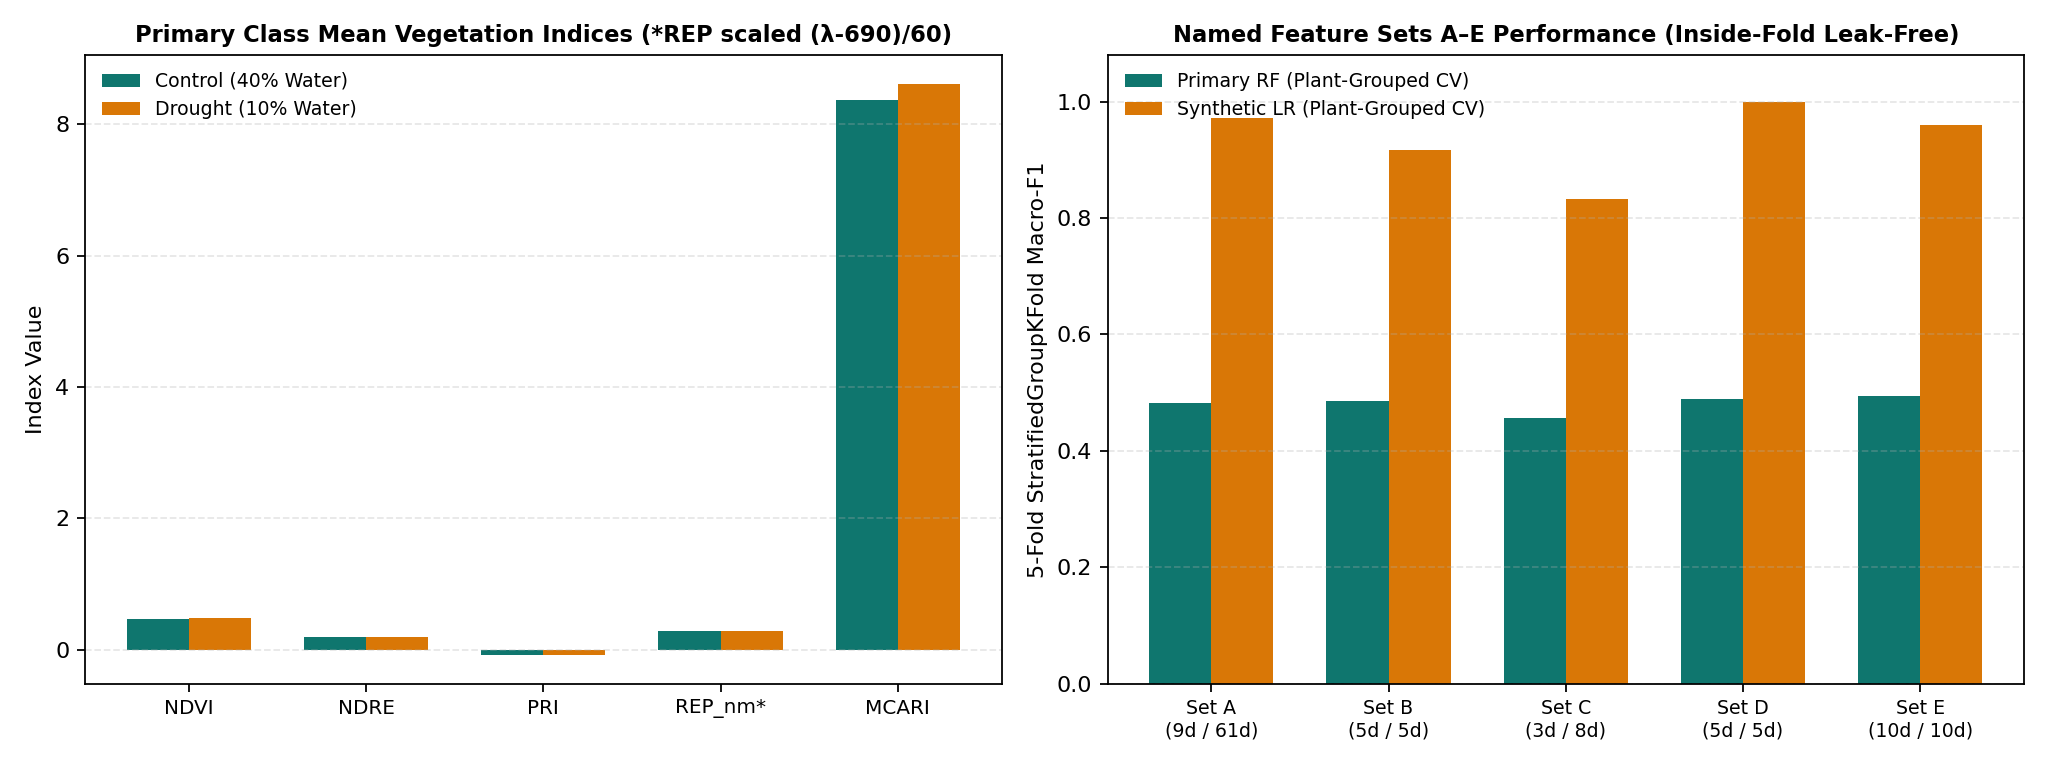 Primary Class Mean Vegetation Indices (*REP scaled (λ-690)/60)
Control (40% Water)
Drought (10% Water)
Index Value
8
6
4
2
0
NDVI
NDRE
PRI
REP_nm*
MCARI
Named Feature Sets A–E Performance (Inside-Fold Leak-Free)
Primary RF (Plant-Grouped CV)
Synthetic LR (Plant-Grouped CV)
5-Fold StratifiedGroupKFold Macro-F1
1.0
0.8
0.6
0.4
0.2
0.0
Set A
(9d / 61d)
Set B
(5d / 5d)
Set C
(3d / 8d)
Set D
(5d / 5d)
Set E
(10d / 10d)